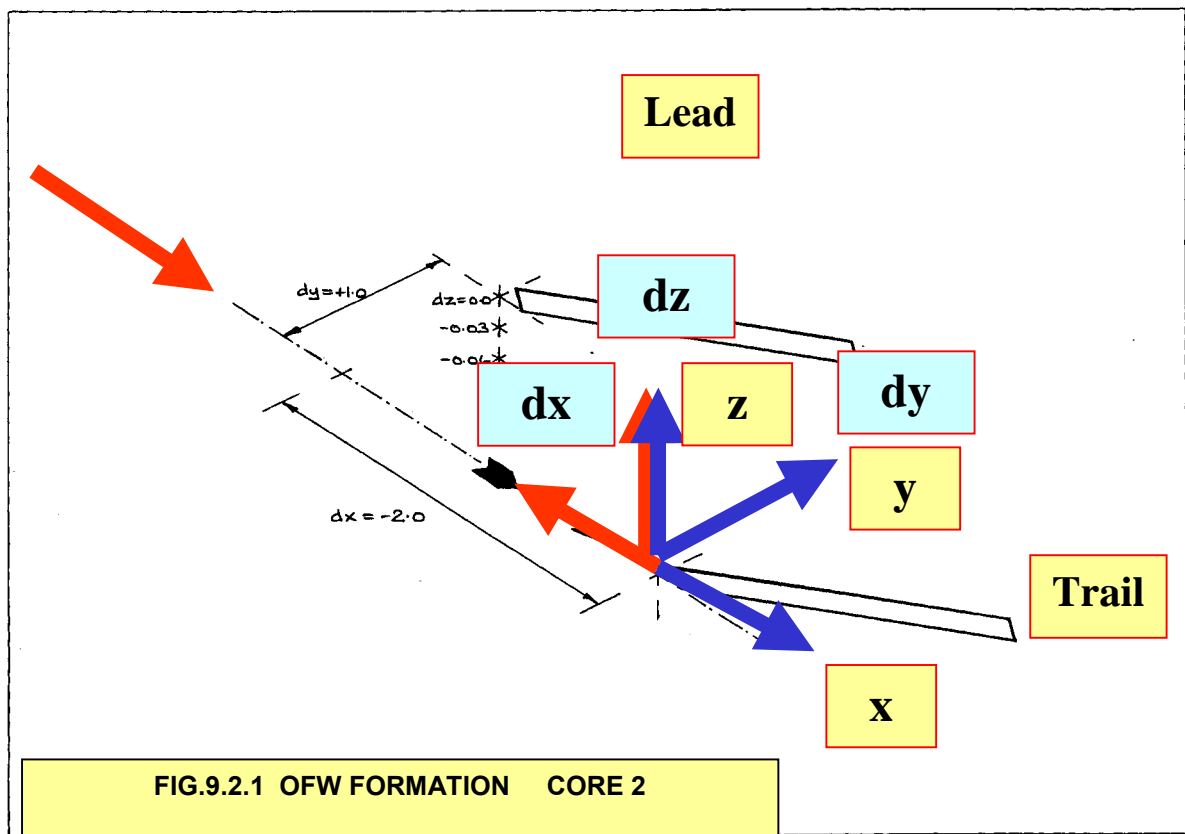 Lead
dy=+1.0
dz=0.0
dz
-0.03
dx
z
dy
y
dx = -2.0
Trail
x
FIG.9.2.1 OFW FORMATION CORE 2